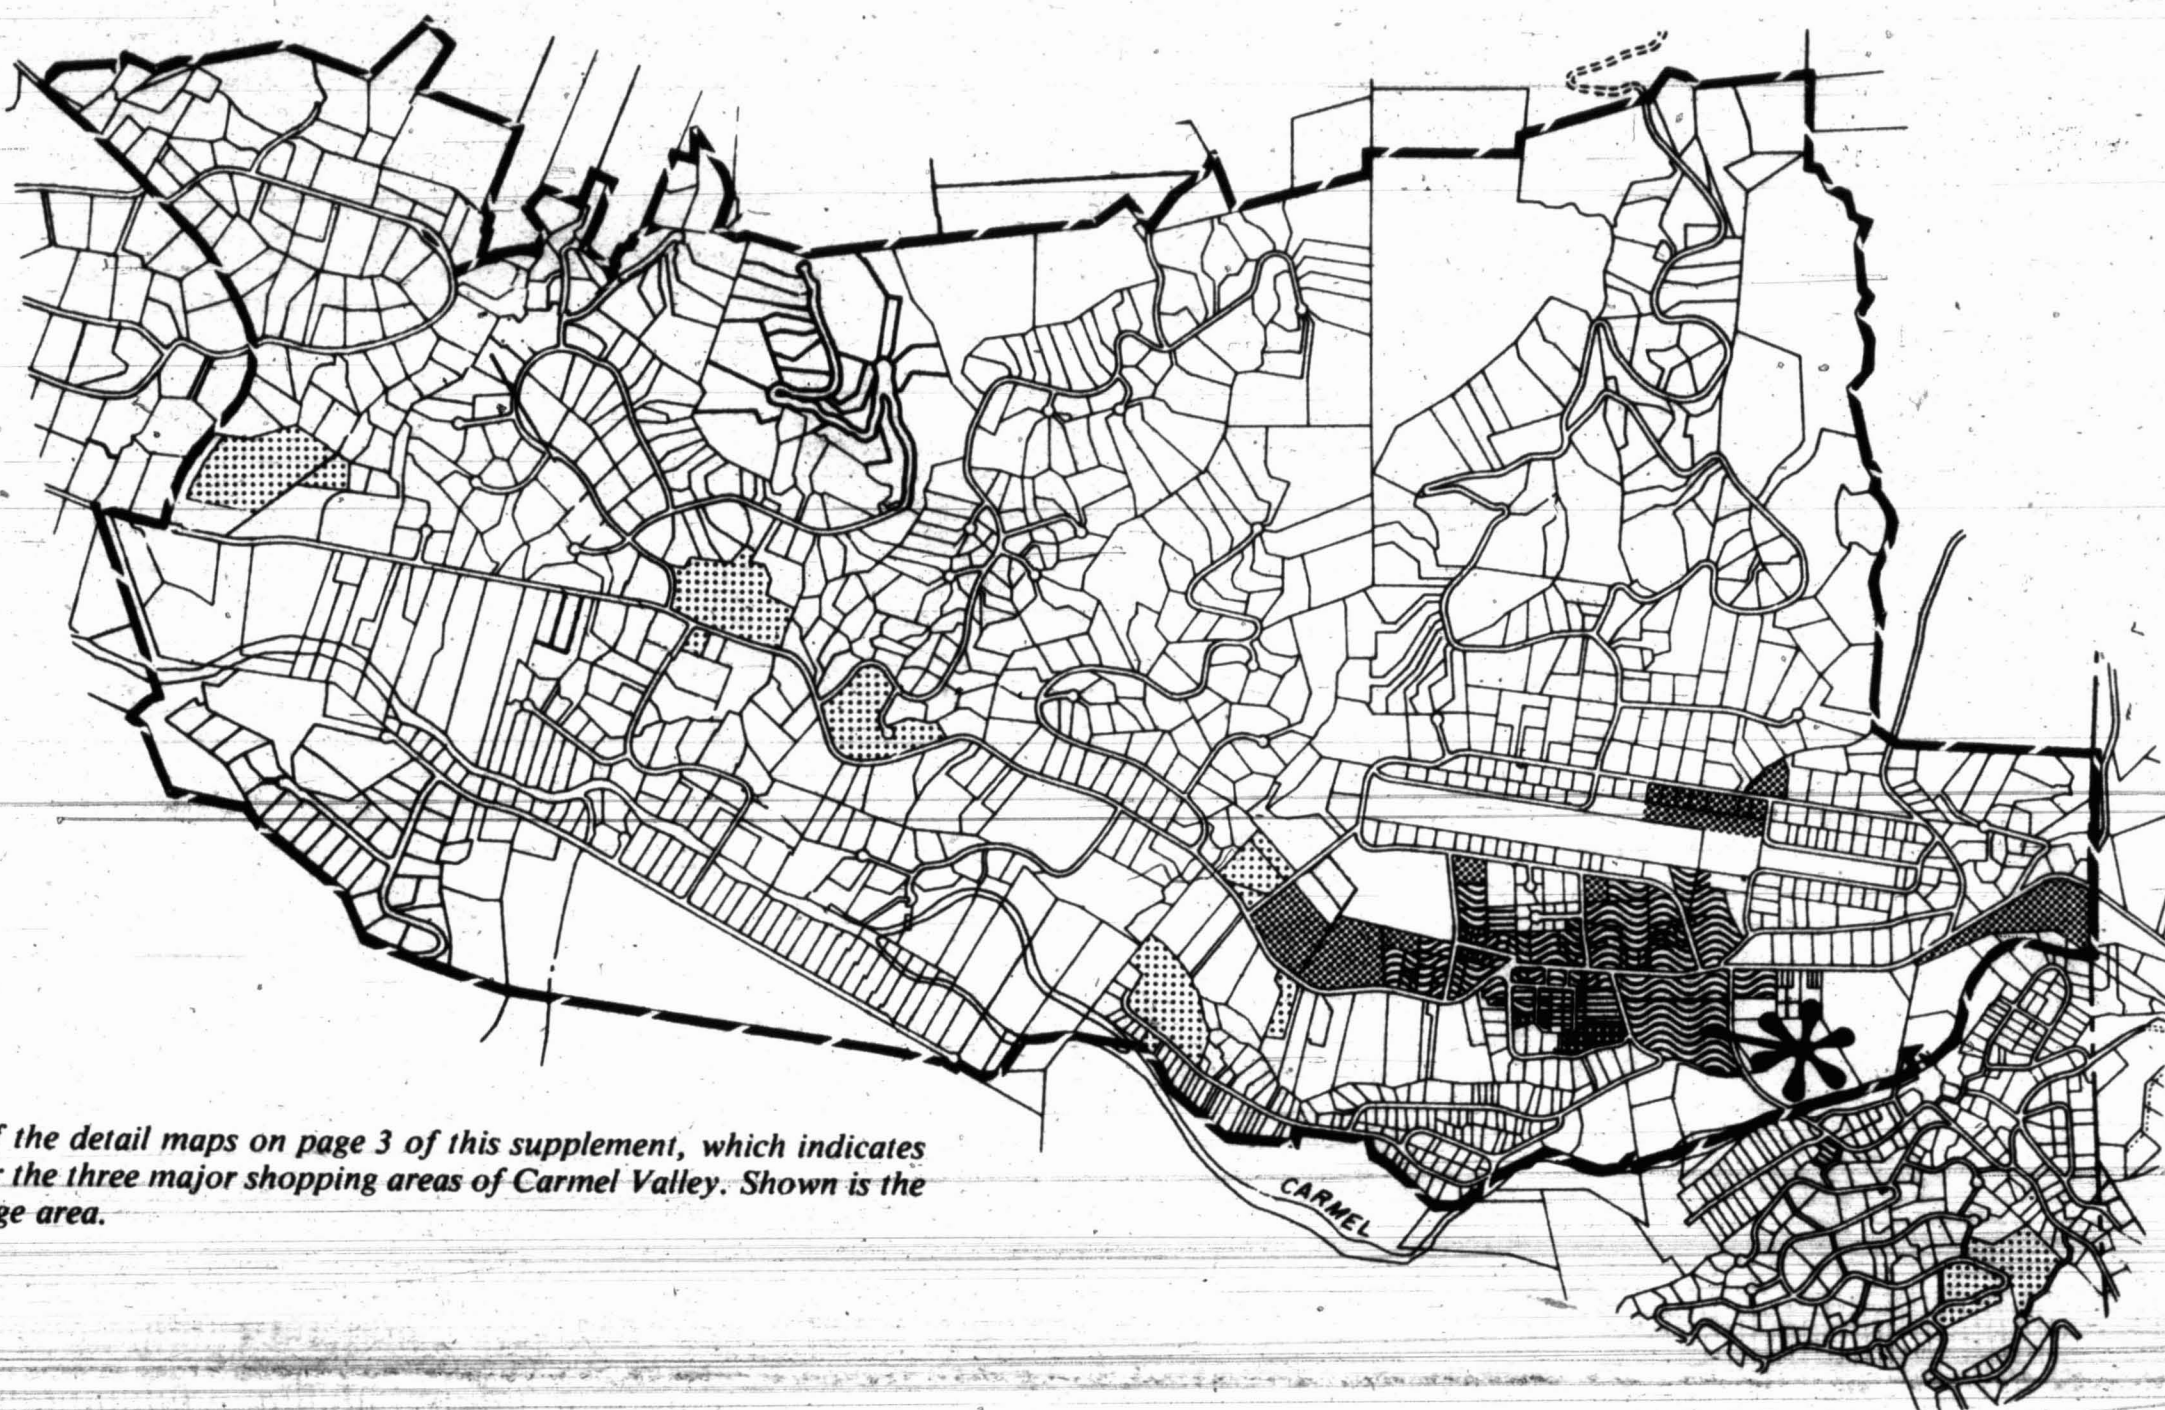 the detail maps on page 3 of this supplement, which indicates
the three major shopping areas of Carmel Valley. Shown is the
area.
CARMEL